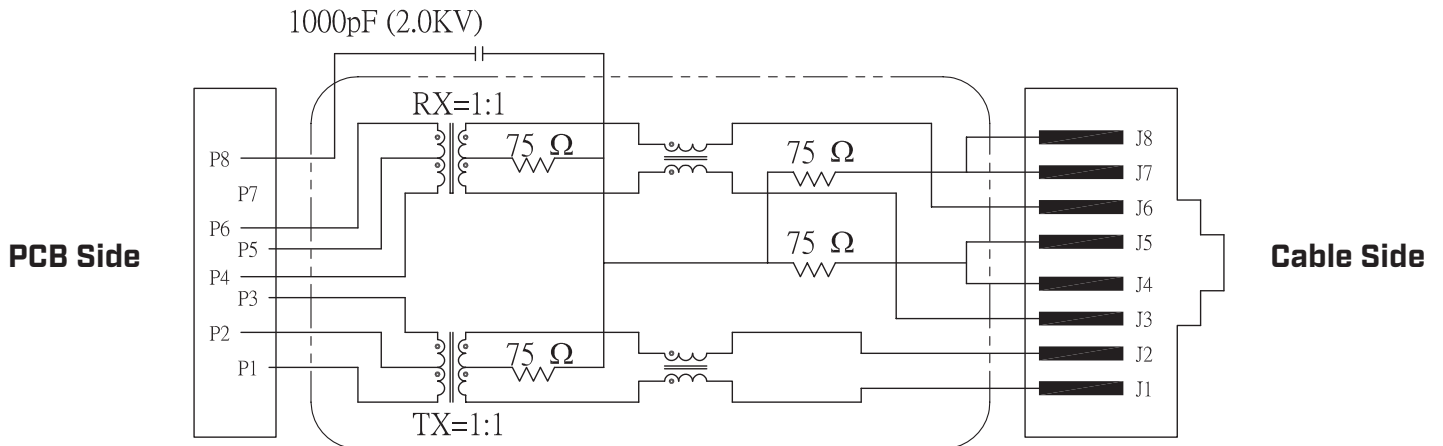 1000pF (2.0KV)
RX=1:1
75 Ω
75 Ω
75 Ω
75 Ω
TX=1:1
PCB Side
P8
P7
P6
P5
P4
P3
P2
P1
J8
J7
J6
J5
J4
J3
J2
J1
Cable Side